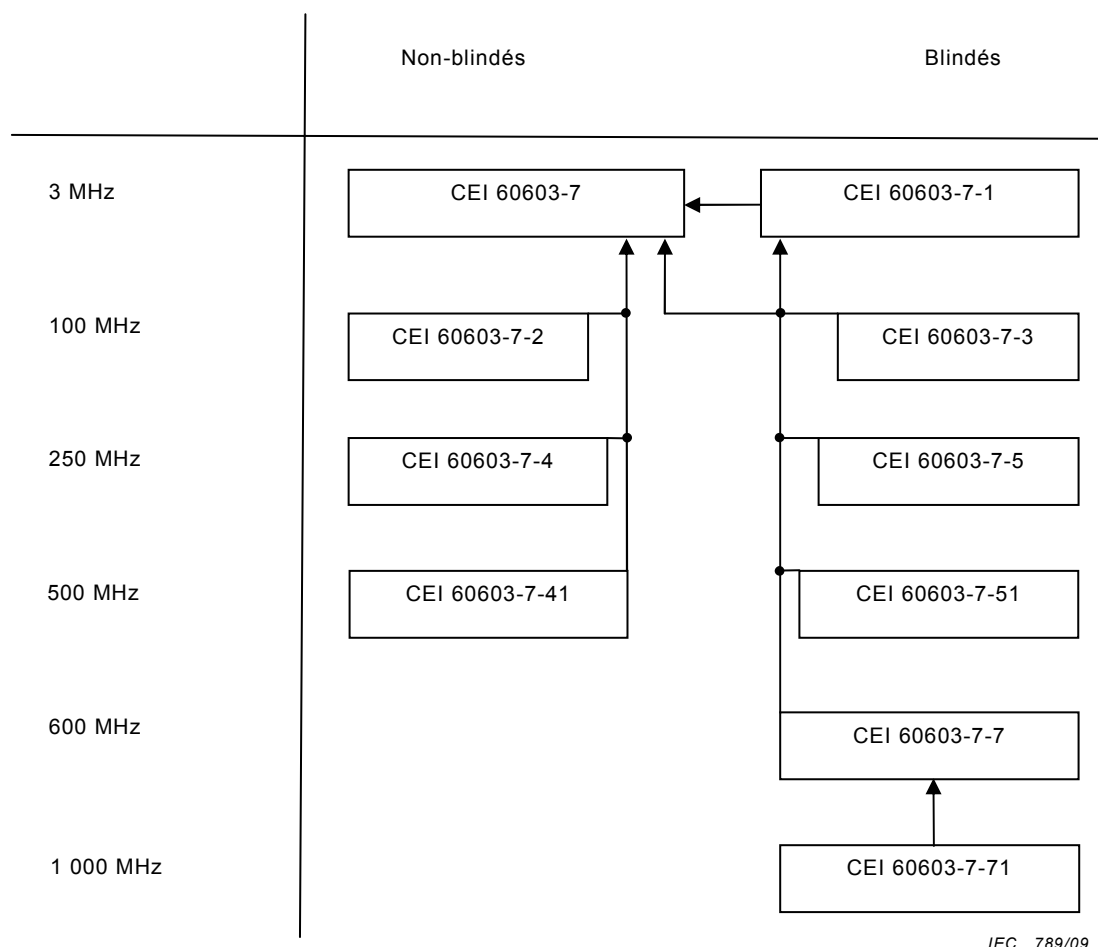 Non-blindés Blindés
3 MHz CEI 60603-7 CEI 60603-7-1
100 MHz CEI 60603-7-2 CEI 60603-7-3
250 MHz CEI 60603-7-4 CEI 60603-7-5
500 MHz CEI 60603-7-41 CEI 60603-7-51
600 MHz CEI 60603-7-7
1 000 MHz CEI 60603-7-71
IEC 789/09